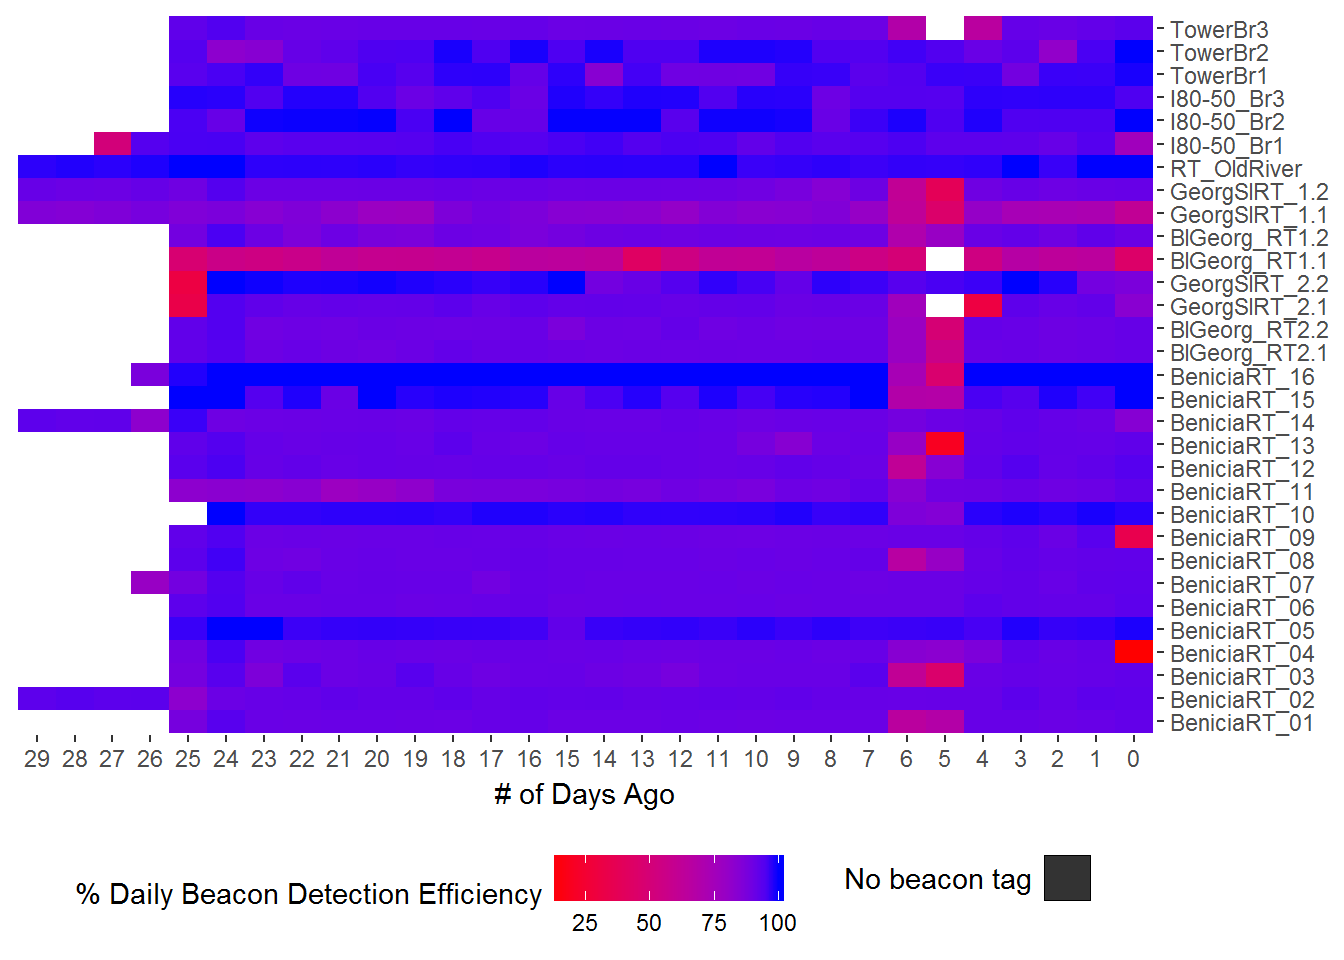 TowerBr3
TowerBr2
TowerBr1
I80-50_Br3
I80-50_Br2
I80-50_Br1
RT_OldRiver
GeorgSlRT_1.2
GeorgSlRT_1.1
BlGeorg_RT1.2
BlGeorg_RT1.1
GeorgSlRT_2.2
GeorgSlRT_2.1
BlGeorg_RT2.2
BlGeorg_RT2.1
BeniciaRT_16
BeniciaRT_15
BeniciaRT_14
BeniciaRT_13
BeniciaRT_12
BeniciaRT_11
BeniciaRT_10
BeniciaRT_09
BeniciaRT_08
BeniciaRT_07
BeniciaRT_06
BeniciaRT_05
BeniciaRT_04
BeniciaRT_03
BeniciaRT_02
BeniciaRT_01
29 28 27 26 25 24 23 22 21 20 19 18 17 16 15 14 13 12 11 10 9 8 7 6 5 4 3 2 1 0
# of Days Ago
% Daily Beacon Detection Efficiency
25 50 75 100
No beacon tag